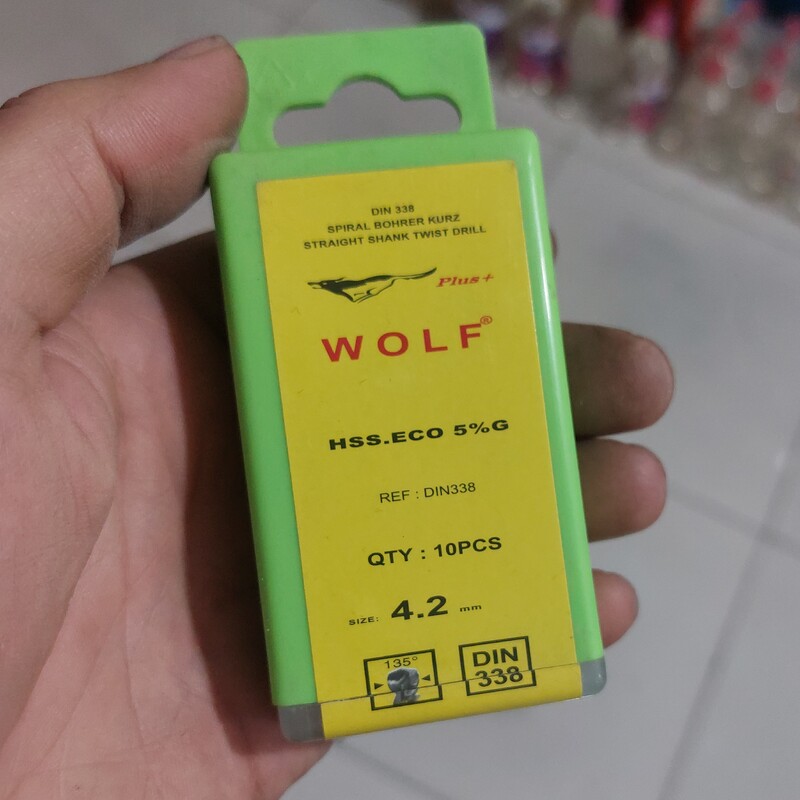 DIN 338
SPIRAL BOHRER KURZ
STRAIGHT SHANK TWIST DRILL
Plus+
WOLF®
HSS.ECO 5%G
REF : DIN338
QTY : 10PCS
SIZE: 4.2 mm
135°
DIN
338